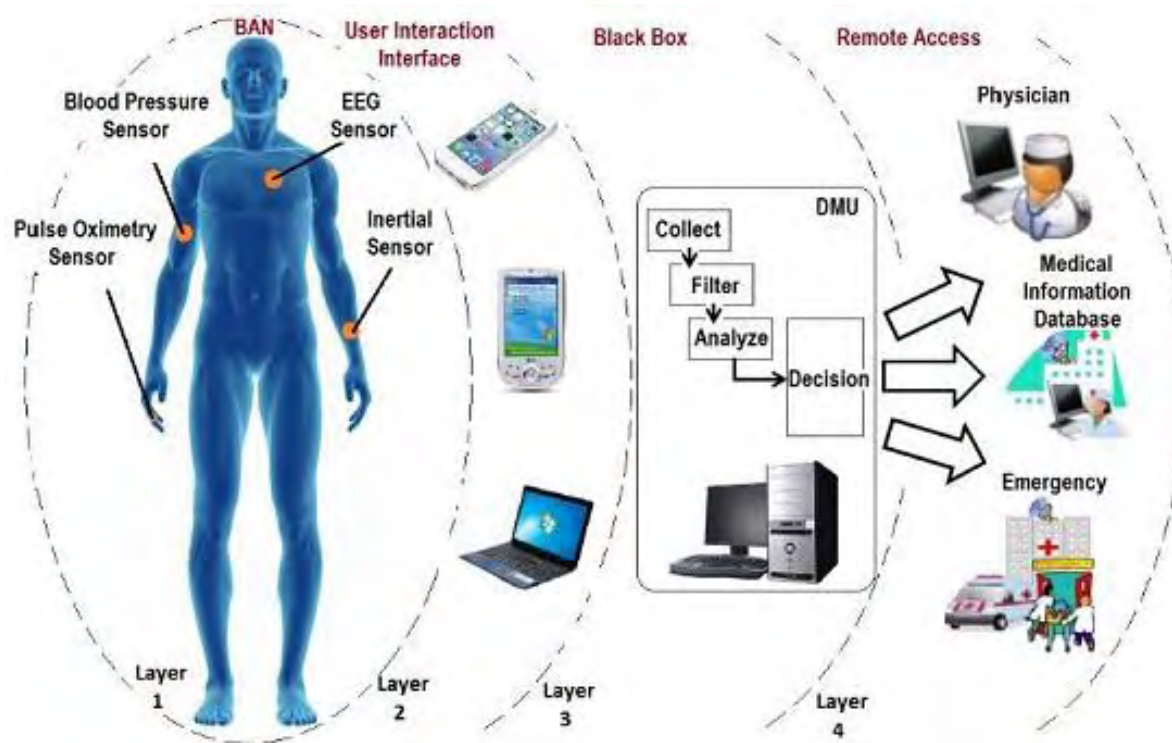 BAN
User Interaction
Interface
Black Box
Remote Access
Blood Pressure
Sensor
EEG
Sensor
Pulse Oximetry
Sensor
Inertial
Sensor
DMU
Collect
Filter
Analyze
Decision
Physician
Medical
Information
Database
Emergency
Layer
1
Layer
2
Layer
3
Layer
4